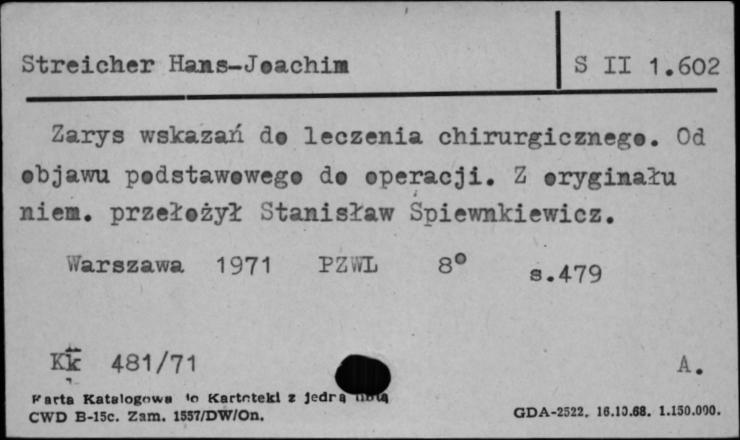 Streicher Hans-Joachim S II 1.602
Zarys wskazań do leczenia chirurgicznego. Od
objawu podstawowego do operacji. Z oryginału
niem. przełożył Stanisław Spiewnkiewicz.
Warszawa 1971 PZWL 8° s.479
Kk 481/71 A.
Karta Katalogowa do Kartoteki z jedną
CWD B-15c. Zam. 1557/DW/On. GDA-2522. 16.10.68. 1.150.000.